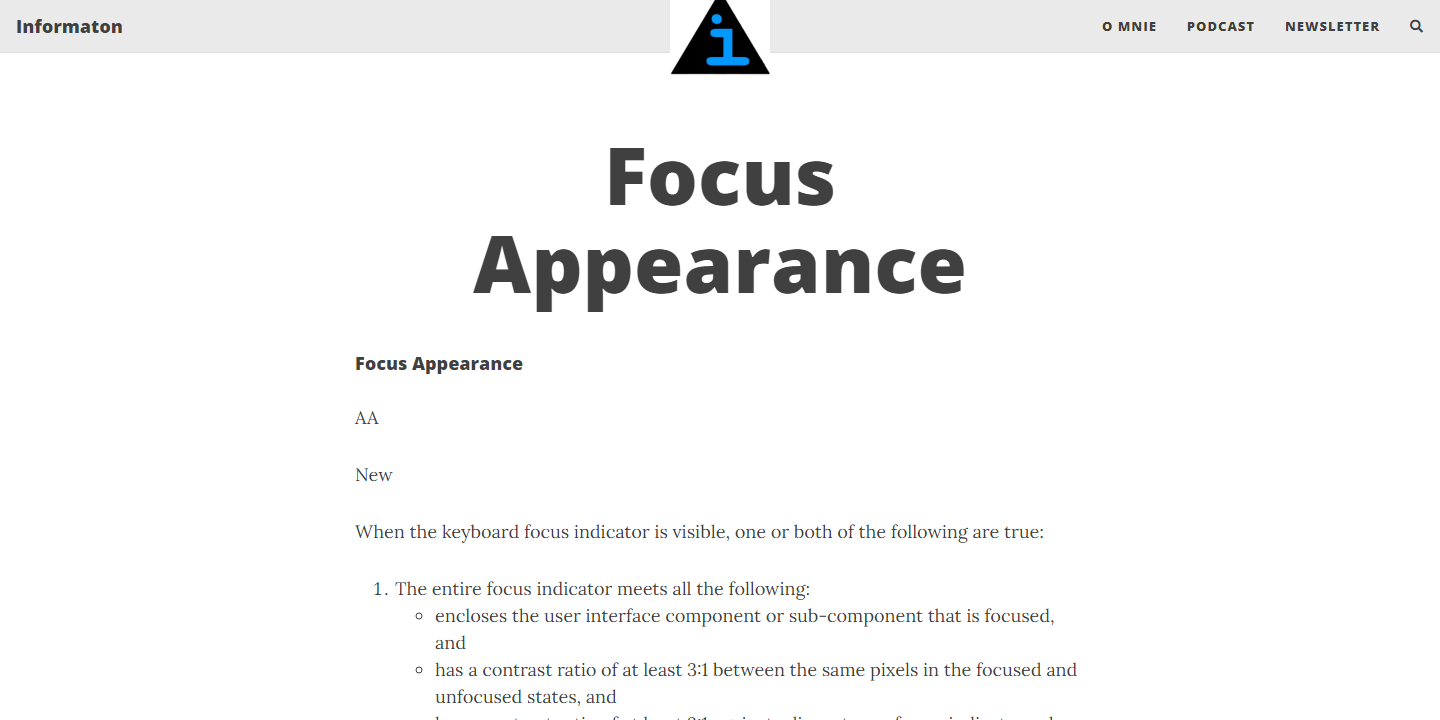 Informaton
i
O MNIE PODCAST NEWSLETTER
Focus
Appearance
Focus Appearance
AA
New
When the keyboard focus indicator is visible, one or both of the following are true:
1. The entire focus indicator meets all the following:
encloses the user interface component or sub-component that is focused,
and
has a contrast ratio of at least 3:1 between the same pixels in the focused and
unfocused states, and